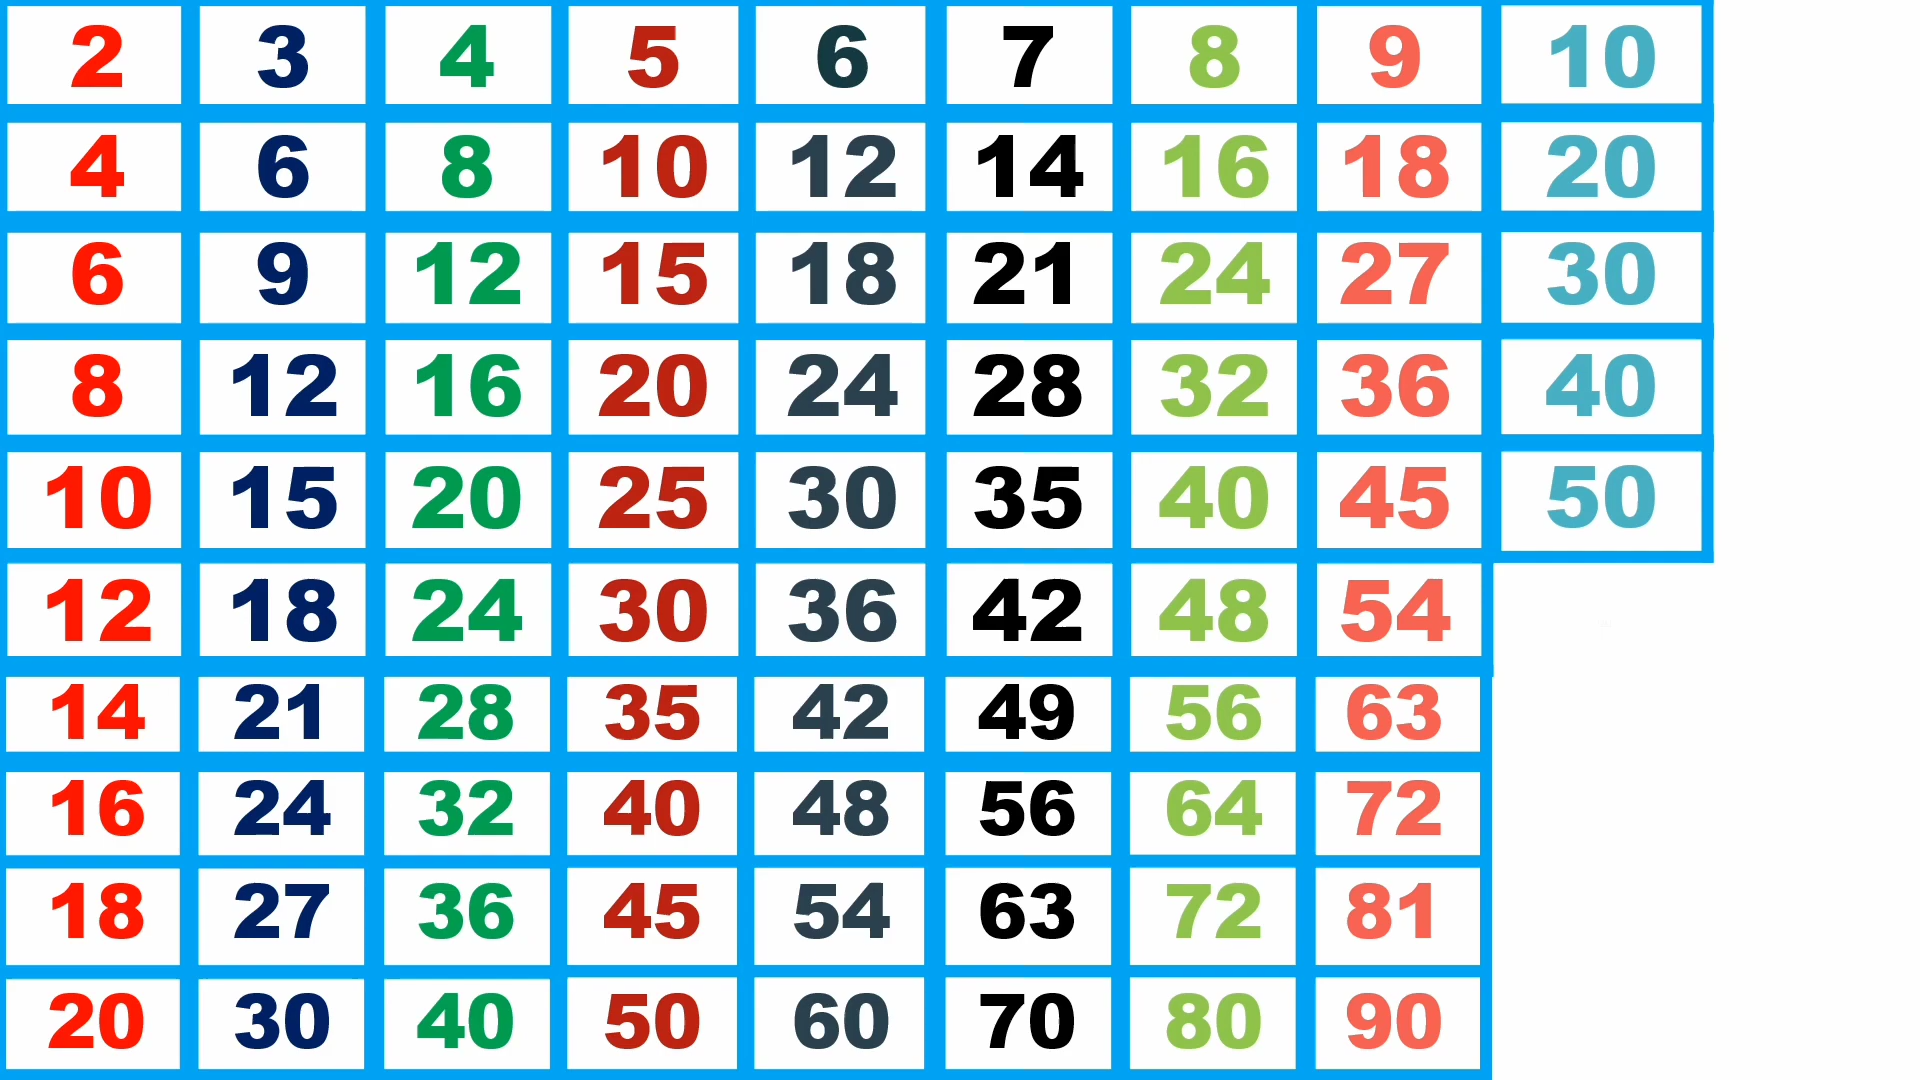 2 3 4 5 6 7 8 9 10
4 6 8 10 12 14 16 18 20
6 9 12 15 18 21 24 27 30
8 12 16 20 24 28 32 36 40
10 15 20 25 30 35 40 45 50
12 18 24 30 36 42 48 54
14 21 28 35 42 49 56 63
16 24 32 40 48 56 64 72
18 27 36 45 54 63 72 81
20 30 40 50 60 70 80 90